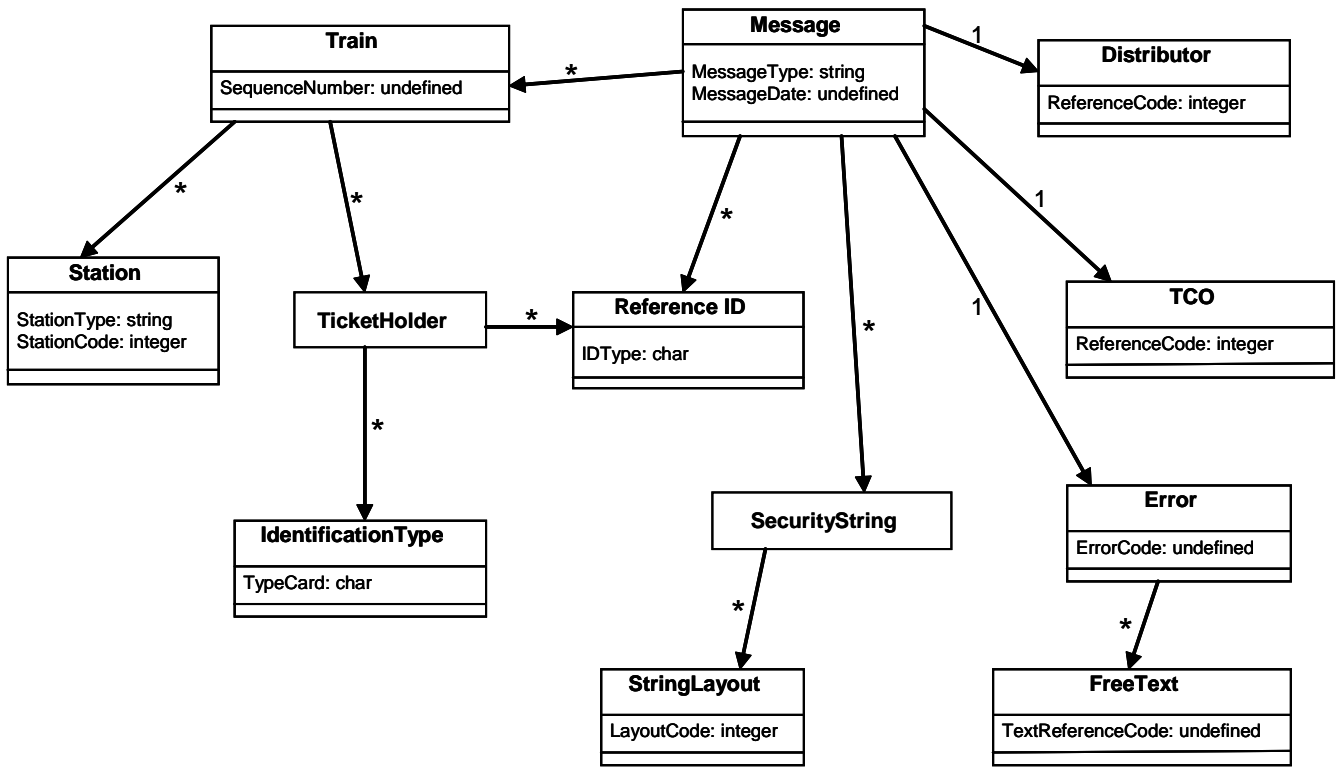 Train
SequenceNumber: undefined
*
Message
MessageType: string
MessageDate: undefined
1
Distributor
ReferenceCode: integer
*
*
*
1
Station
StationType: string
StationCode: integer
TicketHolder
*
Reference ID
IDType: char
*
1
TCO
ReferenceCode: integer
*
IdentificationType
TypeCard: char
SecurityString
Error
ErrorCode: undefined
*
*
StringLayout
LayoutCode: integer
FreeText
TextReferenceCode: undefined